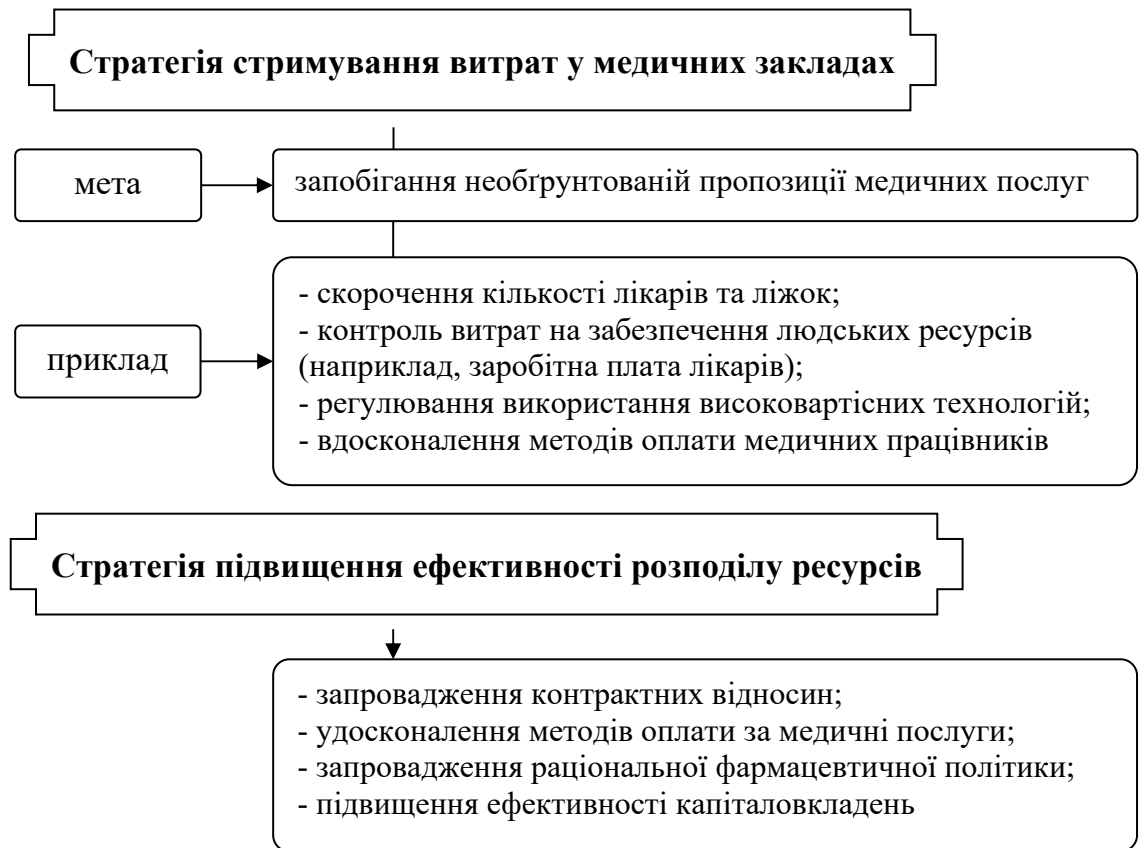 Стратегія стримування витрат у медичних закладах
мета
запобігання необґрунтованій пропозиції медичних послуг
приклад
- скорочення кількості лікарів та ліжок;
- контроль витрат на забезпечення людських ресурсів
(наприклад, заробітна плата лікарів);
- регулювання використання високовартісних технологій;
- вдосконалення методів оплати медичних працівників
Стратегія підвищення ефективності розподілу ресурсів
- запровадження контрактних відносин;
- удосконалення методів оплати за медичні послуги;
- запровадження раціональної фармацевтичної політики;
- підвищення ефективності капіталовкладень